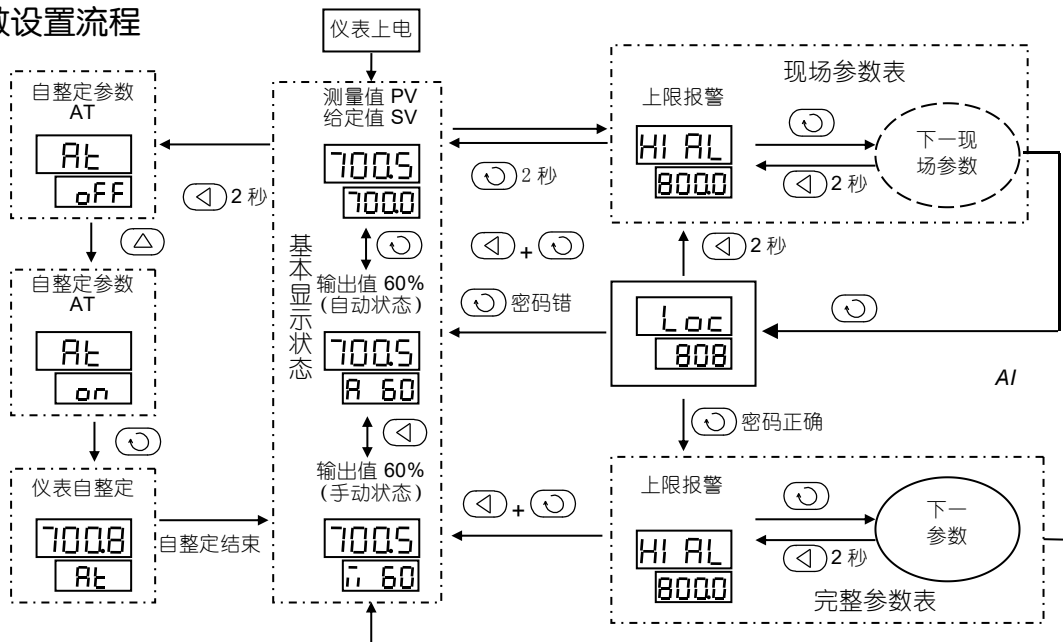 数设置流程
仪表上电
自整定参数
AT
At
oFF
2 秒
自整定参数
AT
At
on
仪表自整定
700.8
At
自整定结束
基本显示状态
测量值 PV
给定值 SV
700.5
700.0
输出值 60%
（自动状态）
700.5
A 60
输出值 60%
（手动状态）
700.5
60
2 秒
+
密码错
+
现场参数表
上限报警
HI AL
800.0
2 秒
下一现
场参数
2 秒
Loc
808
AI
密码正确
上限报警
HI AL
800.0
2 秒
下一
参数
完整参数表